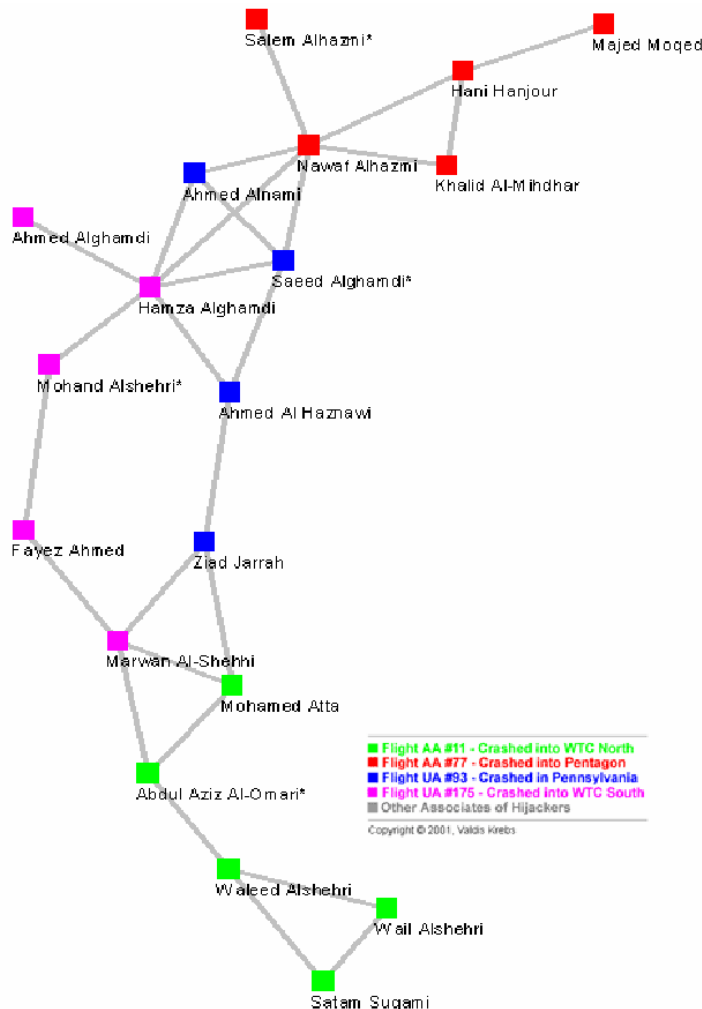 Salem Alhazmi*
Majed Moqed
Hani Hanjour
Nawaf Alhazmi
Khalid Al-Mihdhar
Ahmed Alnami
Ahmed Alghamdi
Saeed Alghamdi*
Hamza Alghamdi
Mohand Alshehri*
Ahmed Al Haznawi
Fayez Ahmed
Ziad Jarrah
Marwan Al-Shehhi
Mohamed Atta
Flight AA #11 - Crashed into WTC North
Flight AA #77 - Crashed into Pentagon
Flight UA #93 - Crashed in Pennsylvania
Flight UA #175 - Crashed into WTC South
Other Associates of Hijackers
Copyright © 2001, Valdis Krebs
Abdul Aziz Al-Omari*
Waleed Alshehri
Wail Alshehri
Satam Suqami